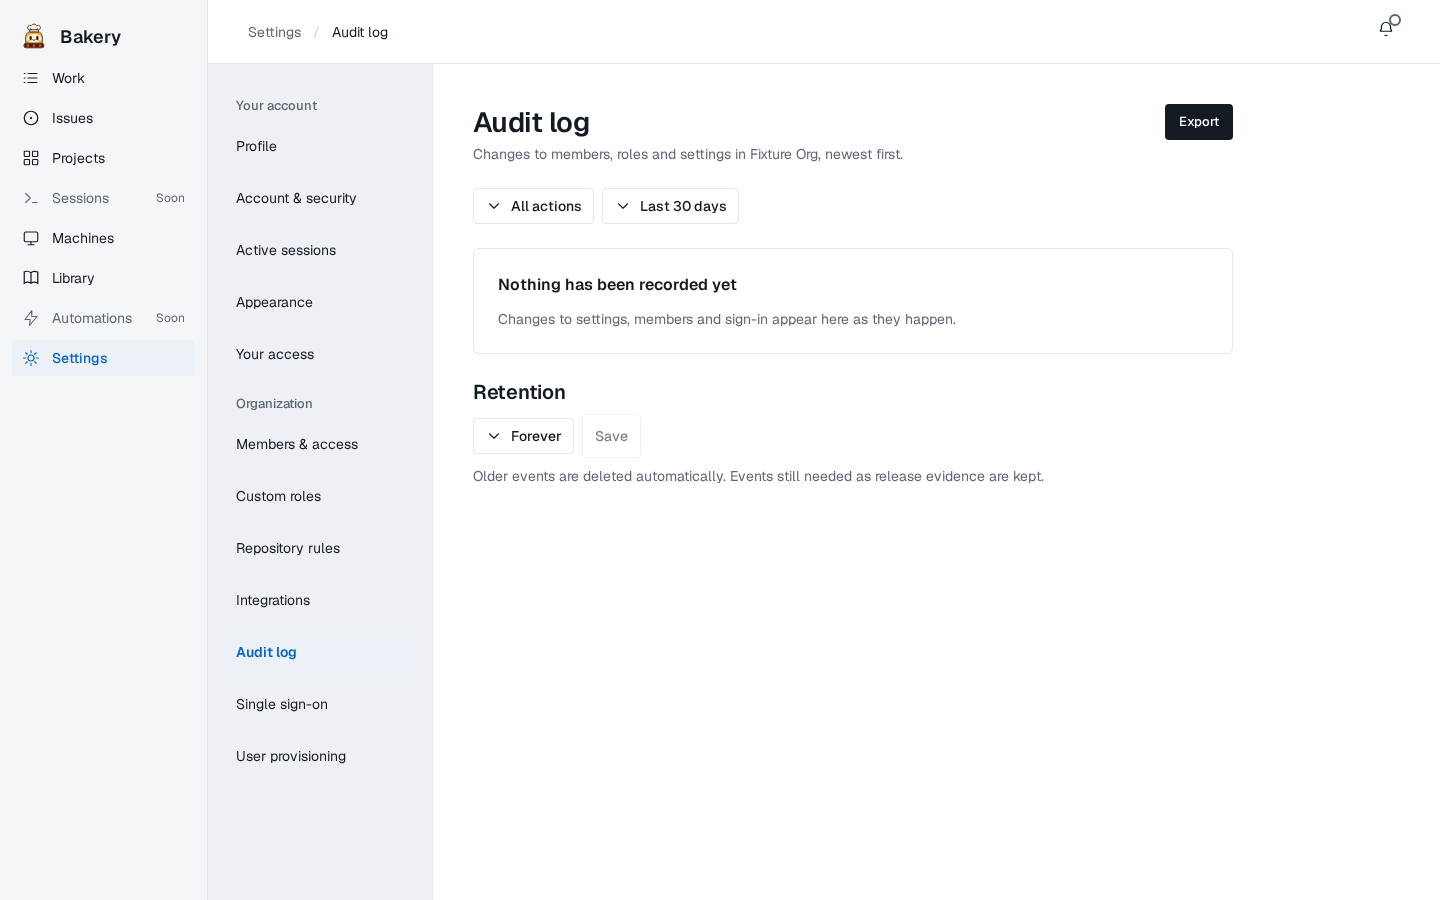 Bakery
Work
Issues
Projects
Sessions Soon
Machines
Library
Automations Soon
Settings
Settings / Audit log
Your account
Profile
Account & security
Active sessions
Appearance
Your access
Organization
Members & access
Custom roles
Repository rules
Integrations
Audit log
Single sign-on
User provisioning
Audit log
Export
Changes to members, roles and settings in Fixture Org, newest first.
All actions
Last 30 days
Nothing has been recorded yet
Changes to settings, members and sign-in appear here as they happen.
Retention
Forever
Save
Older events are deleted automatically. Events still needed as release evidence are kept.